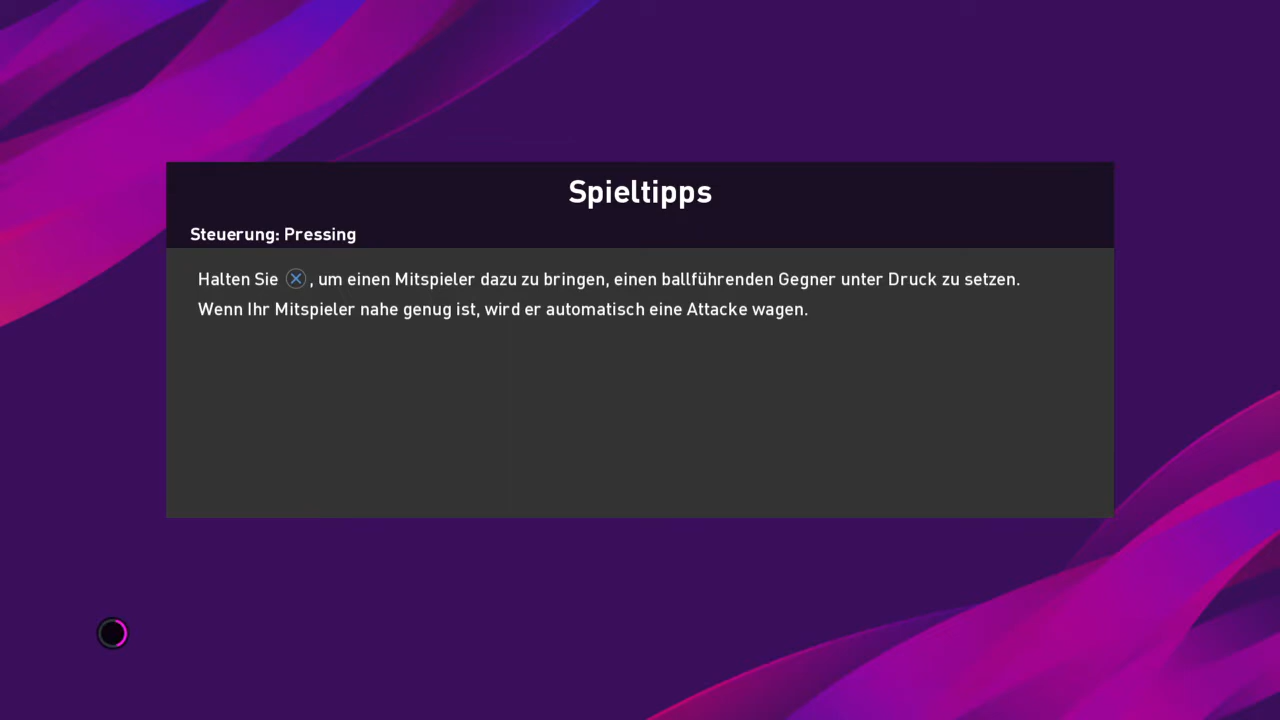 Spieltipps
Steuerung: Pressing
Halten Sie ⓧ, um einen Mitspieler dazu zu bringen, einen ballführenden Gegner unter Druck zu setzen.
Wenn Ihr Mitspieler nahe genug ist, wird er automatisch eine Attacke wagen.